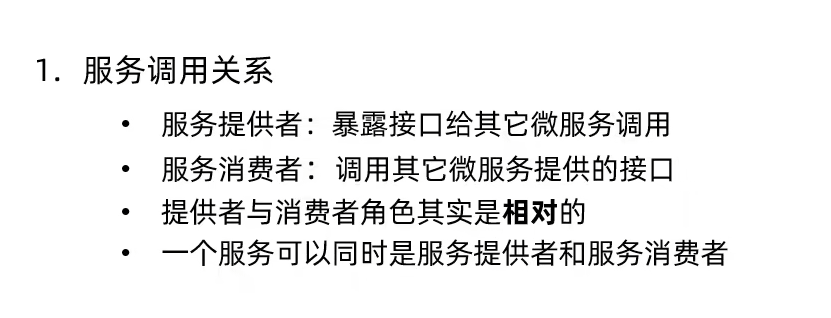 1. 服务调用关系
• 服务提供者：暴露接口给其它微服务调用
• 服务消费者：调用其它微服务提供的接口
• 提供者与消费者角色其实是相对的
• 一个服务可以同时是服务提供者和服务消费者